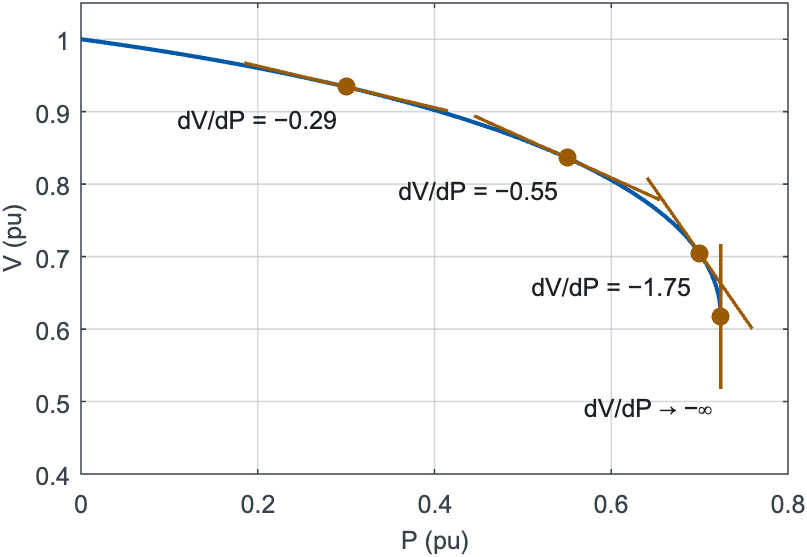 1
0.9
dV/dP = −0.29
0.8
dV/dP = −0.55
V (pu)
0.7
dV/dP = −1.75
0.6
0.5
dV/dP → −∞
0.4
0
0.2
0.4
0.6
0.8
P (pu)